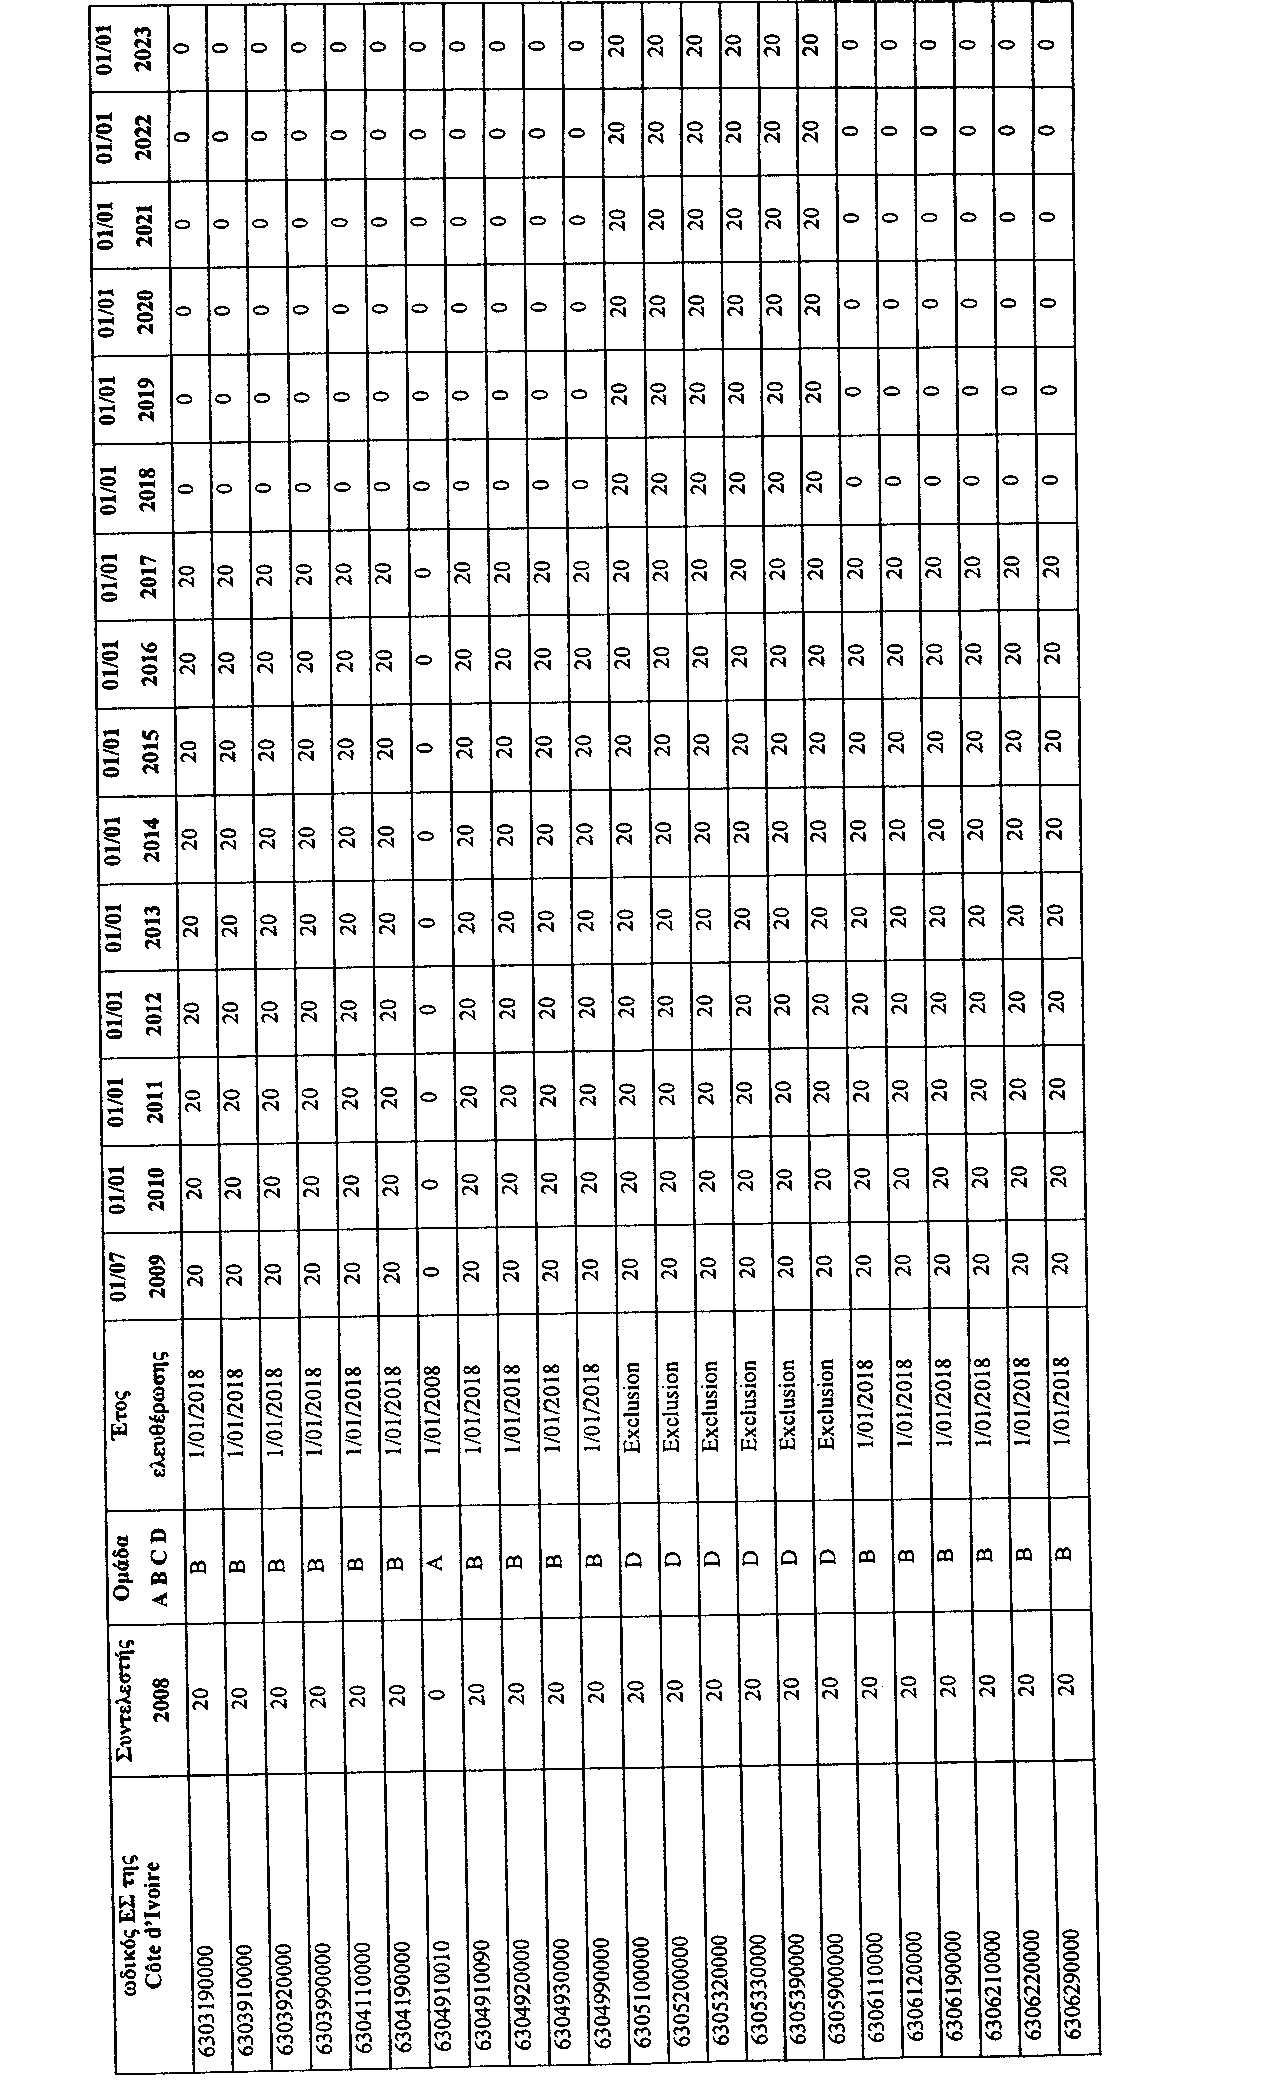 ωδικός ΕΣ της Côte d'Ivoire Συντελεστής 2008 Ομάδα A B C D Έτος ελευθέρωσης 01/07 2009 01/01 2010 01/01 2011 01/01 2012 01/01 2013 01/01 2014 01/01 2015 01/01 2016 01/01 2017 01/01 2018 01/01 2019 01/01 2020 01/01 2021 01/01 2022 01/01 2023
6303190000 20 B 1/01/2018 20 20 20 20 20 20 20 20 20 0 0 0 0 0 0
6303910000 20 B 1/01/2018 20 20 20 20 20 20 20 20 20 0 0 0 0 0 0
6303920000 20 B 1/01/2018 20 20 20 20 20 20 20 20 20 0 0 0 0 0 0
6303990000 20 B 1/01/2018 20 20 20 20 20 20 20 20 20 0 0 0 0 0 0
6304110000 20 B 1/01/2018 20 20 20 20 20 20 20 20 20 0 0 0 0 0 0
6304190000 20 B 1/01/2018 20 20 20 20 20 20 20 20 20 0 0 0 0 0 0
6304910010 0 A 1/01/2008 0 0 0 0 0 0 0 0 0 0 0 0 0 0 0
6304910090 20 B 1/01/2018 20 20 20 20 20 20 20 20 20 0 0 0 0 0 0
6304920000 20 B 1/01/2018 20 20 20 20 20 20 20 20 20 0 0 0 0 0 0
6304930000 20 B 1/01/2018 20 20 20 20 20 20 20 20 20 0 0 0 0 0 0
6304990000 20 B 1/01/2018 20 20 20 20 20 20 20 20 20 0 0 0 0 0 0
6305100000 20 D Exclusion 20 20 20 20 20 20 20 20 20 20 20 20 20 20 20
6305200000 20 D Exclusion 20 20 20 20 20 20 20 20 20 20 20 20 20 20 20
6305320000 20 D Exclusion 20 20 20 20 20 20 20 20 20 20 20 20 20 20 20
6305330000 20 D Exclusion 20 20 20 20 20 20 20 20 20 20 20 20 20 20 20
6305390000 20 D Exclusion 20 20 20 20 20 20 20 20 20 20 20 20 20 20 20
6305900000 20 D Exclusion 20 20 20 20 20 20 20 20 20 20 20 20 20 20 20
6306110000 20 B 1/01/2018 20 20 20 20 20 20 20 20 20 0 0 0 0 0 0
6306120000 20 B 1/01/2018 20 20 20 20 20 20 20 20 20 0 0 0 0 0 0
6306190000 20 B 1/01/2018 20 20 20 20 20 20 20 20 20 0 0 0 0 0 0
6306210000 20 B 1/01/2018 20 20 20 20 20 20 20 20 20 0 0 0 0 0 0
6306220000 20 B 1/01/2018 20 20 20 20 20 20 20 20 20 0 0 0 0 0 0
6306290000 20 B 1/01/2018 20 20 20 20 20 20 20 20 20 0 0 0 0 0 0